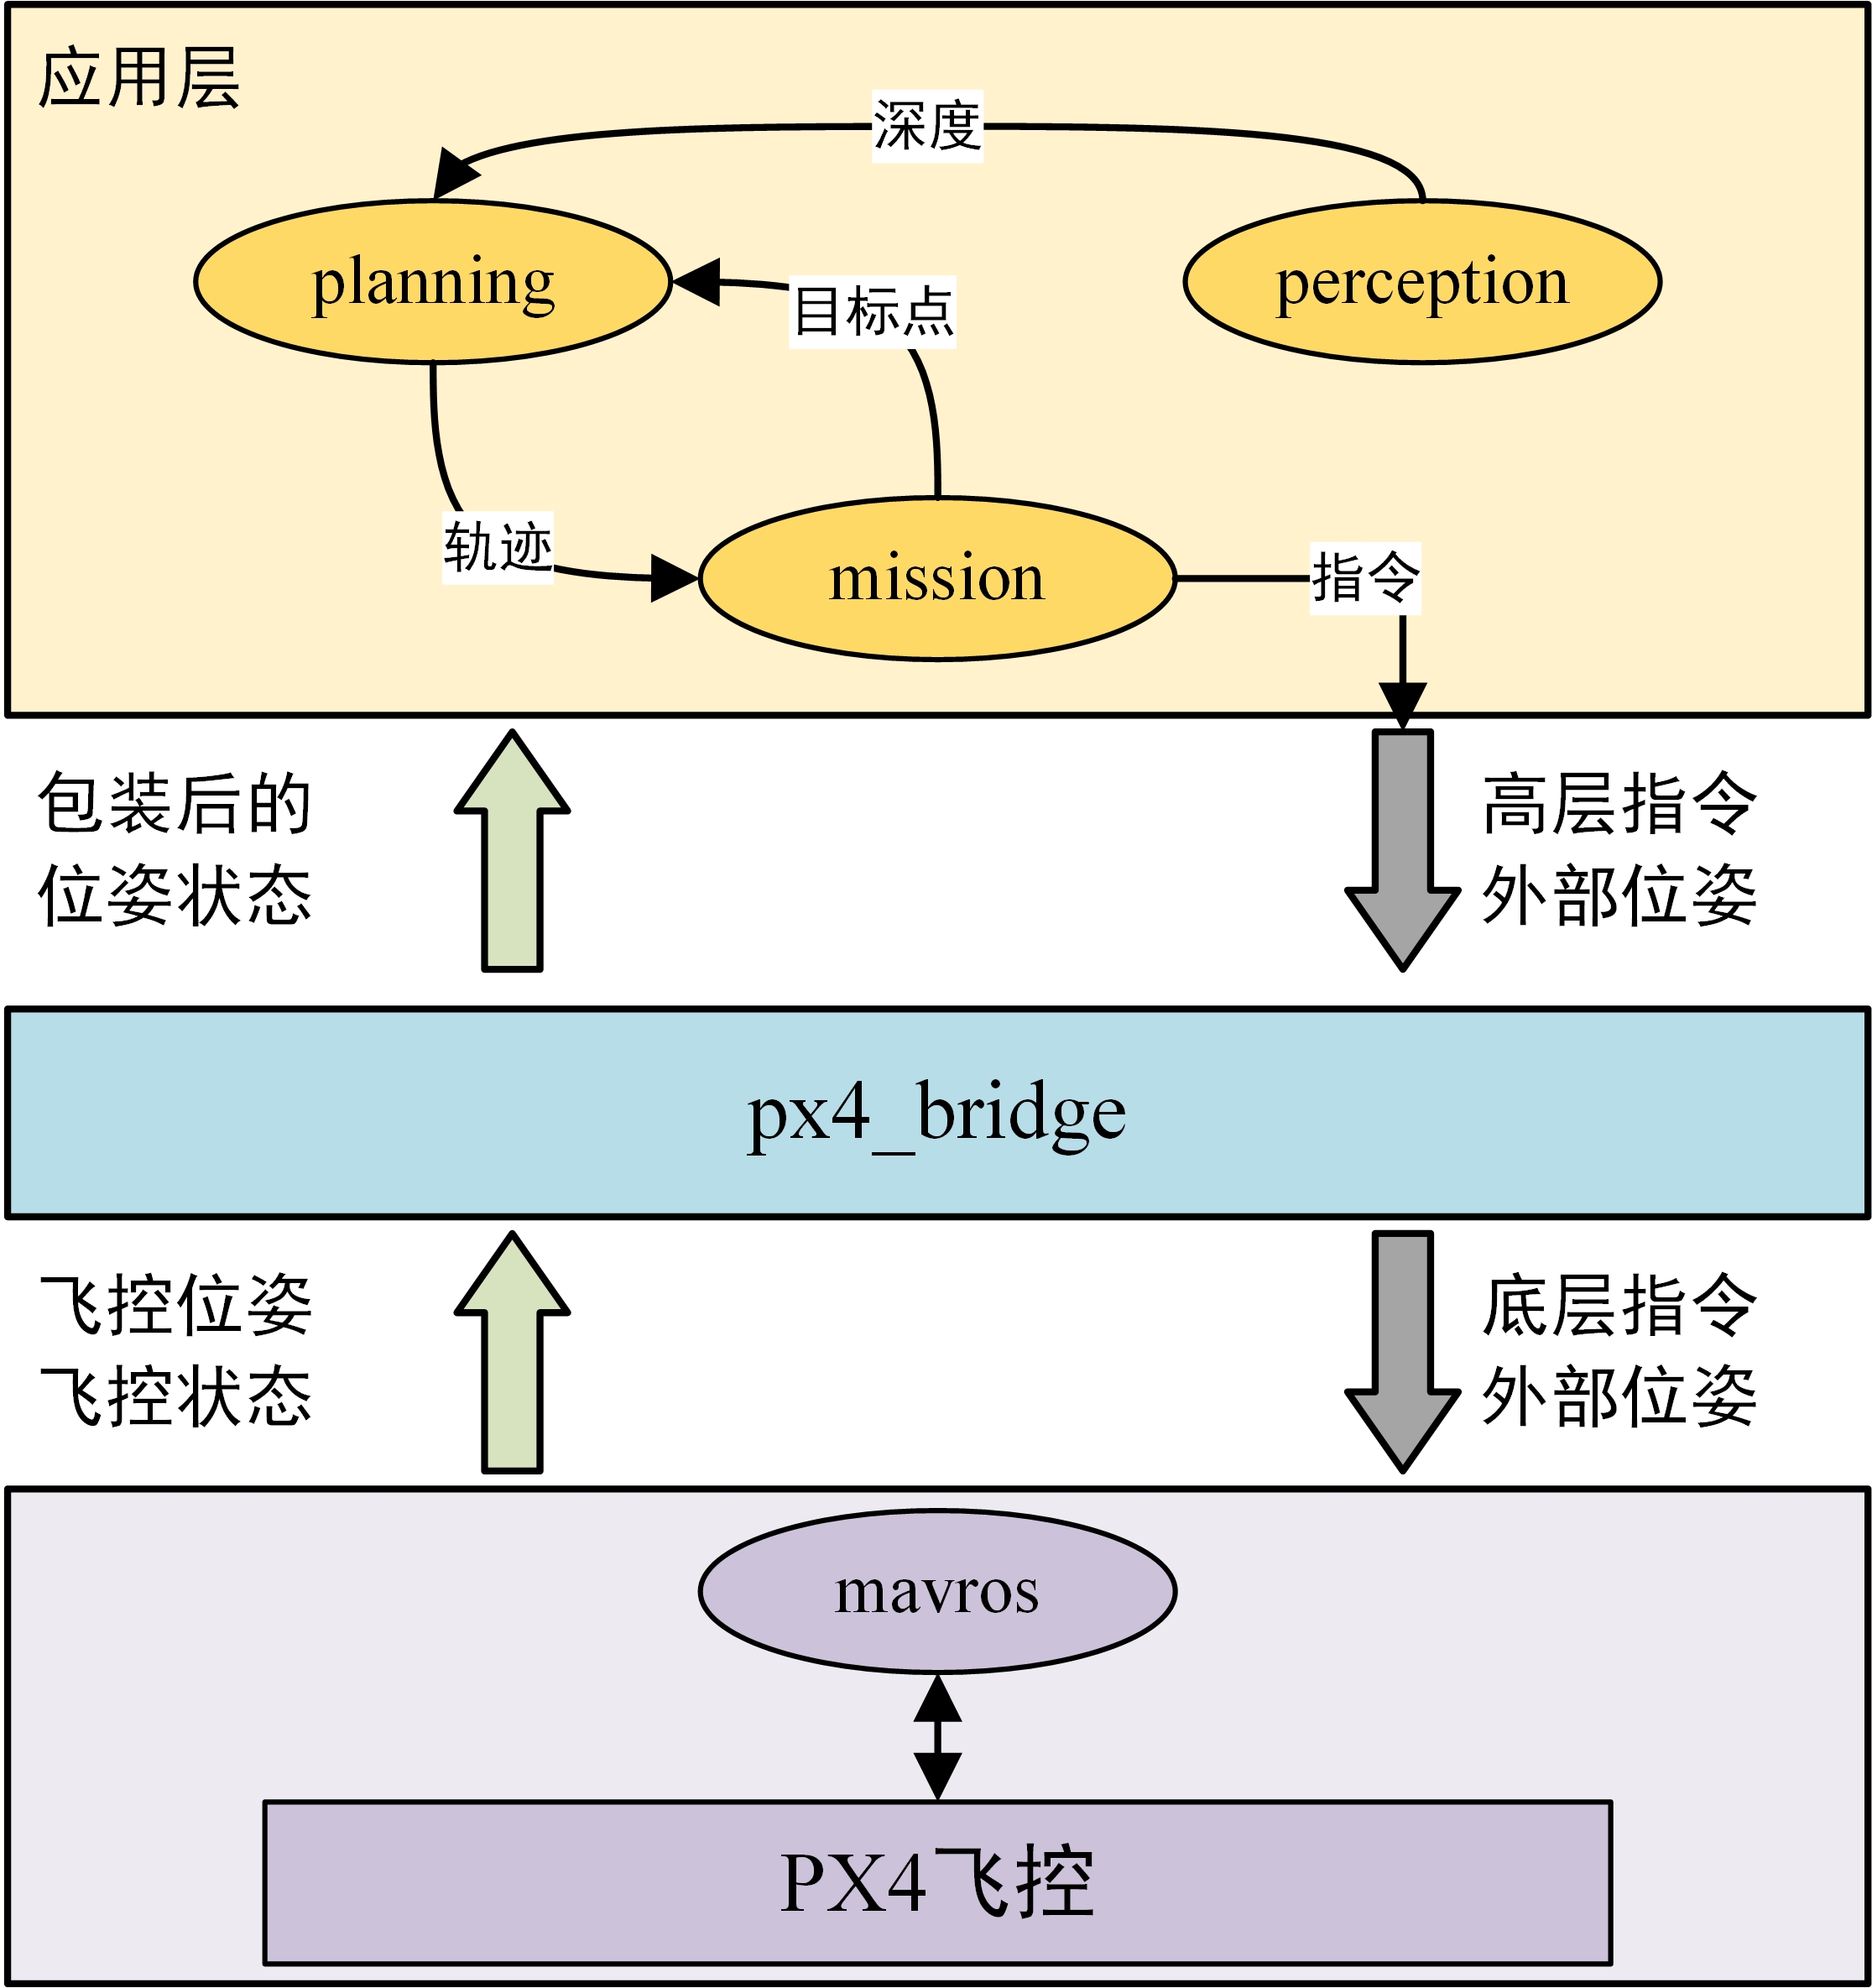 应用层
深度
planning
perception
目标点
轨迹
mission
指令
包装后的
位姿状态
高层指令
外部位姿
px4_bridge
飞控位姿
飞控状态
底层指令
外部位姿
mavros
PX4飞控